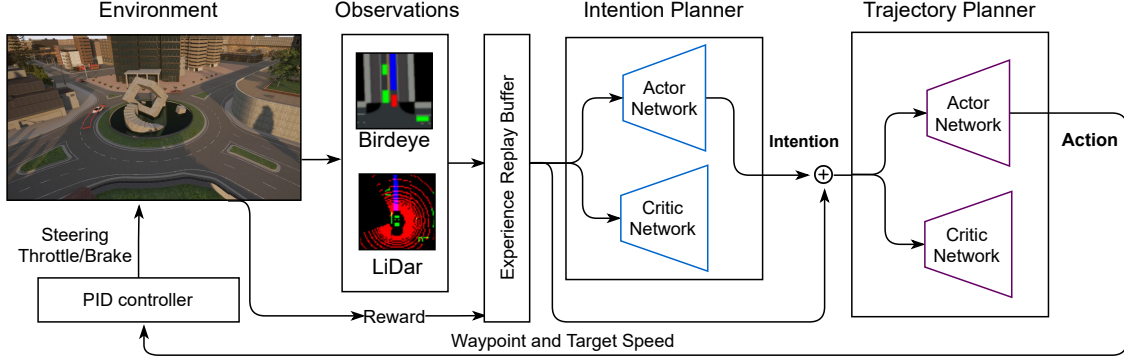 Environment
Observations
Intention Planner
Trajectory Planner
Birdeye
LiDar
Experience Replay Buffer
Actor
Network
Critic
Network
Intention
Actor
Network
Critic
Network
Action
Steering
Throttle/Brake
PID controller
Reward
Waypoint and Target Speed